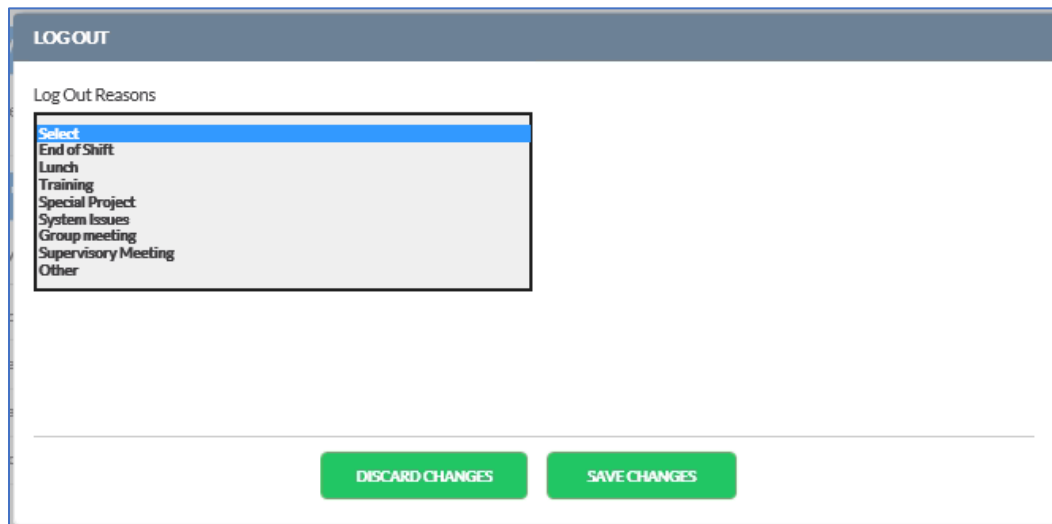 LOG OUT
Log Out Reasons
Select
End of Shift
Lunch
Training
Special Project
System Issues
Group meeting
Supervisory Meeting
Other
DISCARD CHANGES
SAVE CHANGES